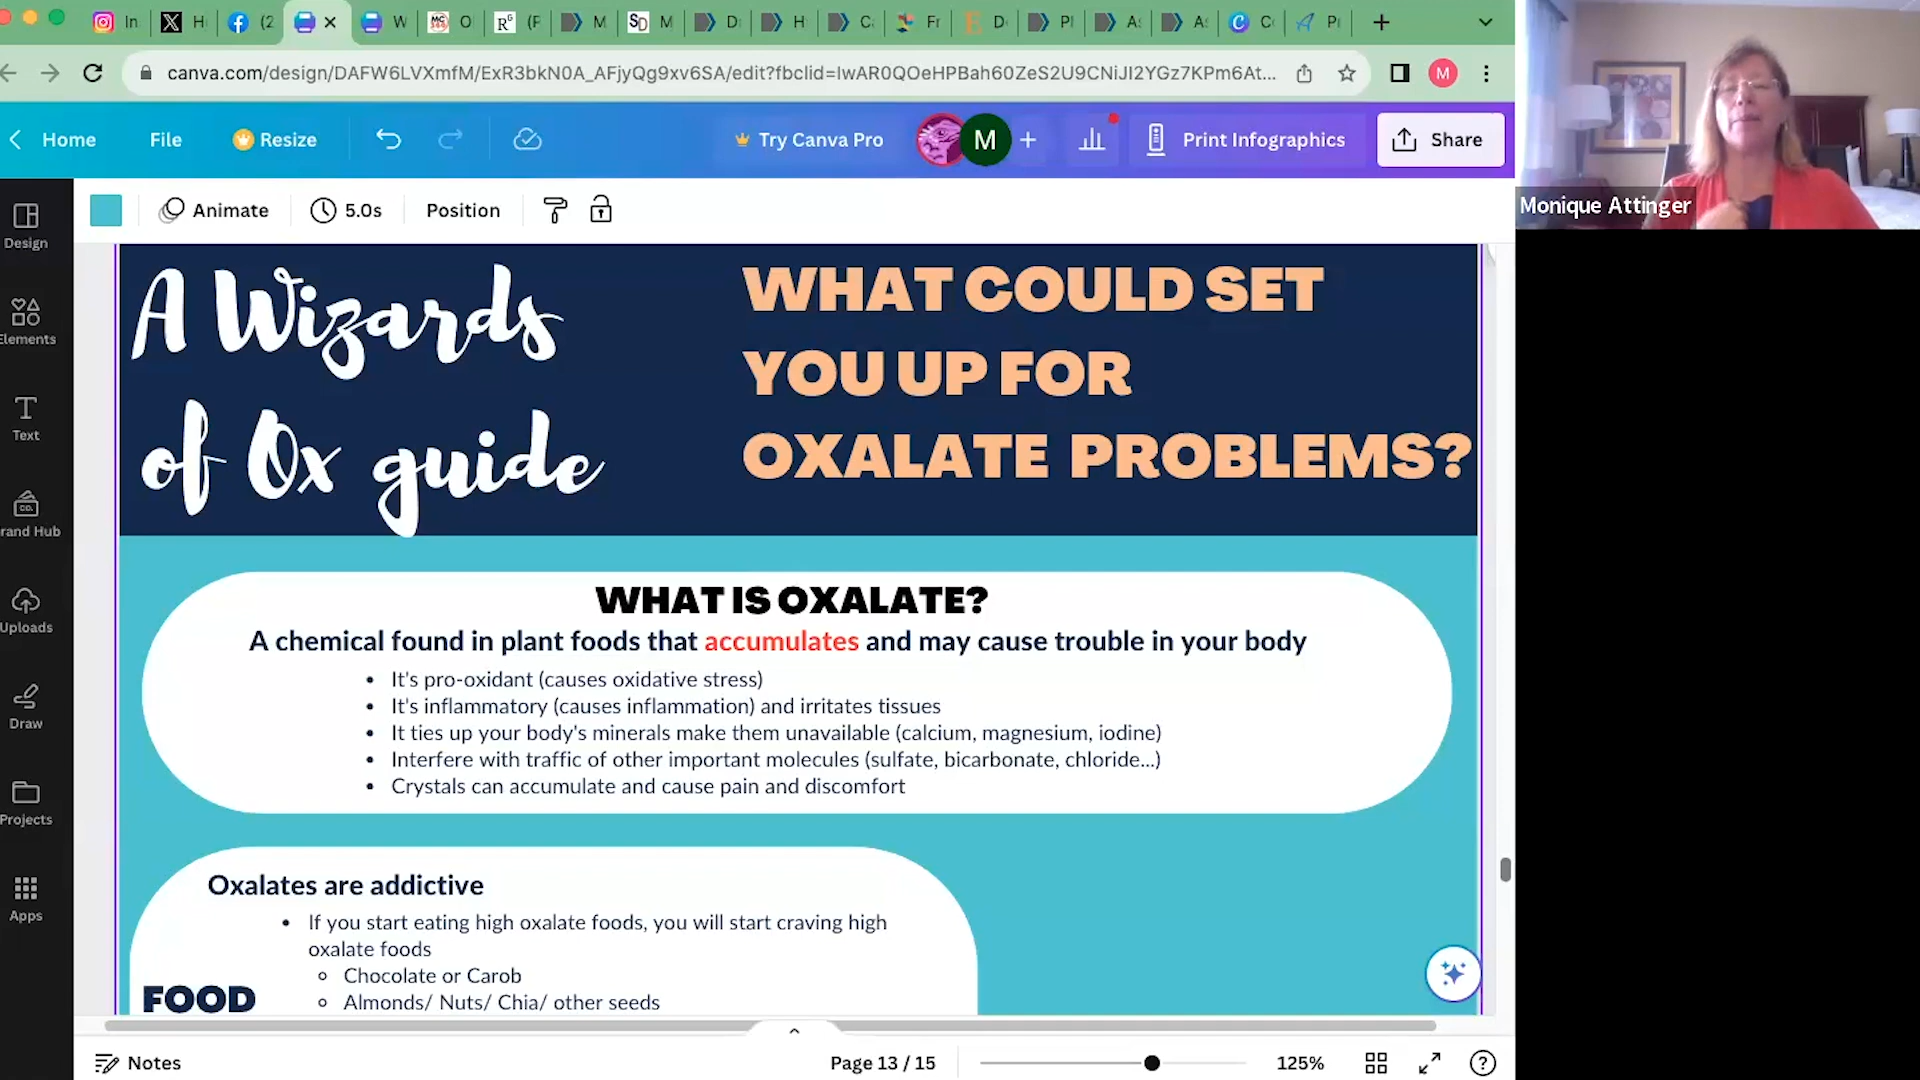 In
H
(2
W
O
(F
M
M
D
H
C
Fr
D
Pl
A
A
C
P
canva.com/design/DAFW6LVXmfM/ExR3bkN0A_AFjyQg9xv6SA/edit?fbclid=IwAR0QOeHPBah60ZeS2U9CNiJI2YGz7KPm6At...
M
Home
File
Resize
Try Canva Pro
M
Print Infographics
Share
Monique Attinger
Animate
5.0s
Position
Design
Elements
Text
Brand Hub
Uploads
Draw
Projects
Apps
A Wizards
of Ox guide
WHAT COULD SET
YOU UP FOR
OXALATE PROBLEMS?
WHAT IS OXALATE?
A chemical found in plant foods that accumulates and may cause trouble in your body
• It's pro-oxidant (causes oxidative stress)
• It's inflammatory (causes inflammation) and irritates tissues
• It ties up your body's minerals make them unavailable (calcium, magnesium, iodine)
• Interfere with traffic of other important molecules (sulfate, bicarbonate, chloride...)
• Crystals can accumulate and cause pain and discomfort
Oxalates are addictive
• If you start eating high oxalate foods, you will start craving high
oxalate foods
Chocolate or Carob
FOOD
Almonds/ Nuts/ Chia/ other seeds
Notes
Page 13 / 15
125%